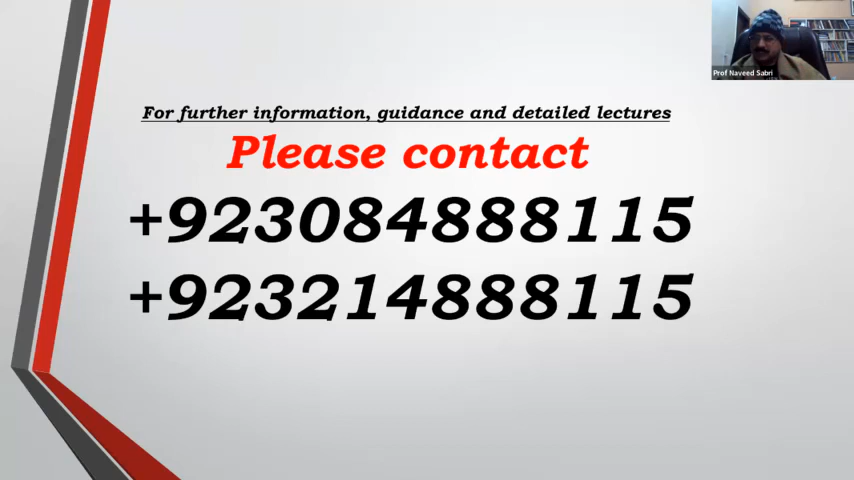 Prof Naveed Sabri
For further information, guidance and detailed lectures
Please contact
+923084888115
+923214888115